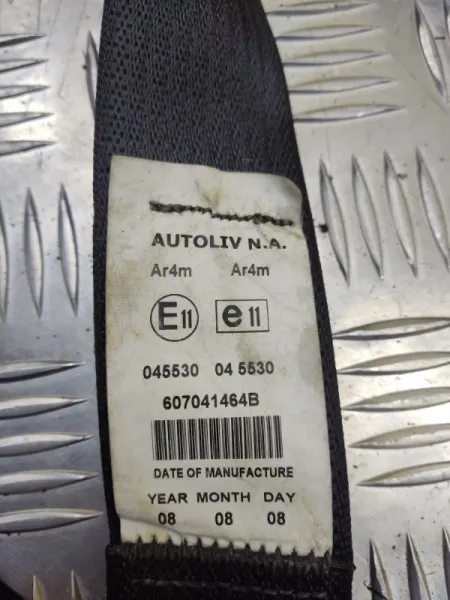 AUTOLIV N.A.
Ar4m Ar4m
E11 e11
045530 04 5530
607041464B
DATE OF MANUFACTURE
YEAR MONTH DAY
08 08 08